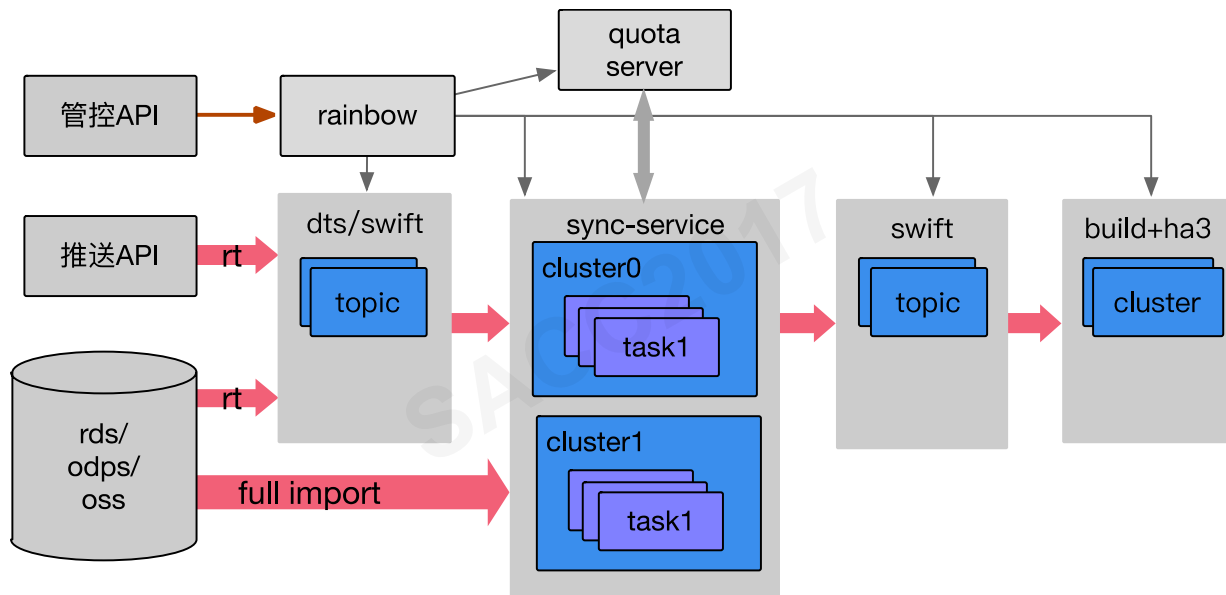 quota
server
管控API
rainbow
推送API
rt
dts/swift
topic
sync-service
cluster0
task1
swift
topic
build+ha3
cluster
rds/
odps/
oss
rt
full import
cluster1
task1
SACC2017